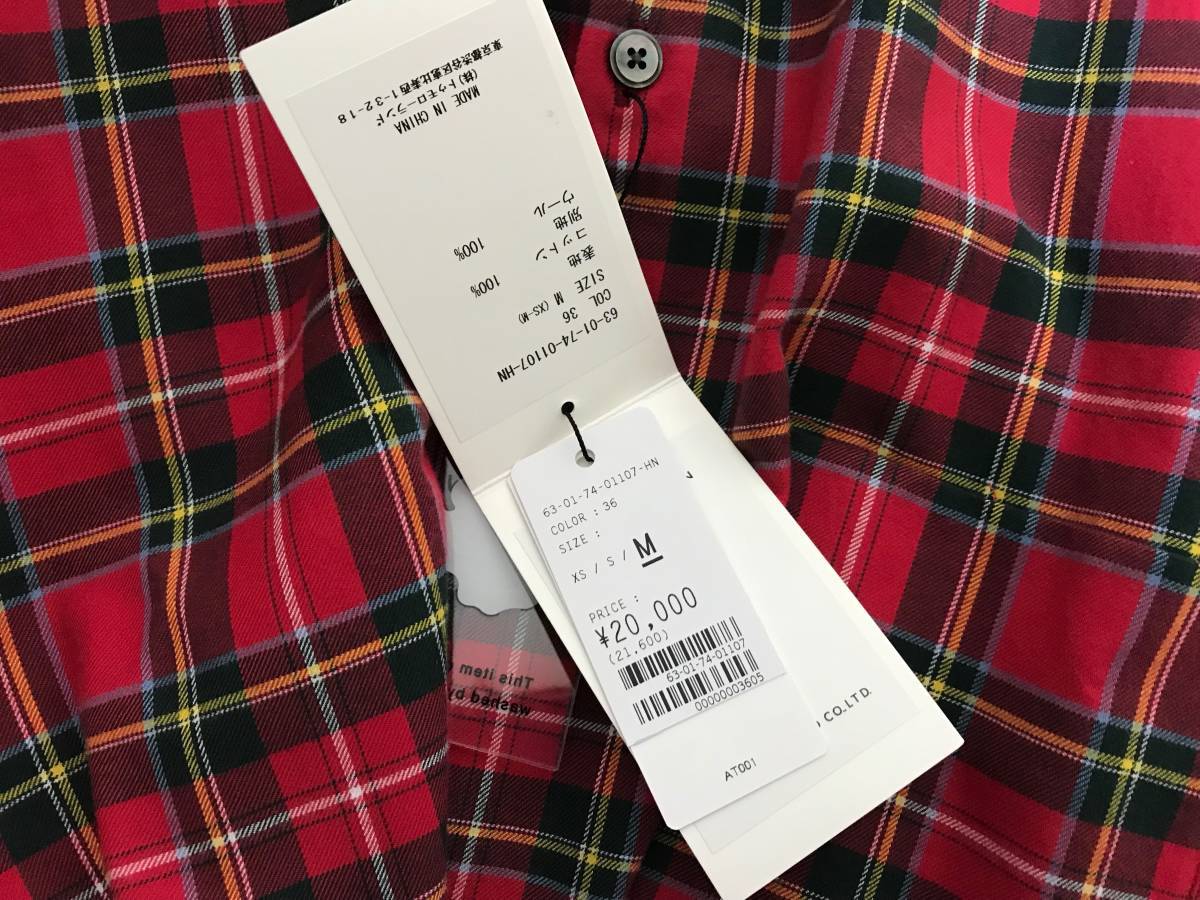 63-01-74-01107-HN
COL 36
SIZE M (XS-M)
表地
コットン 100%
別地
ウール 100%
MADE IN CHINA
(株)トゥモローランド
東京都渋谷区恵比寿西1-32-18
63-01-74-01107-HN
COLOR : 36
SIZE :
XS / S / M
PRICE :
¥20,000
(21,600)
63-01-74-01107
00000003605
AT001
CO.LTD.
This item
washed